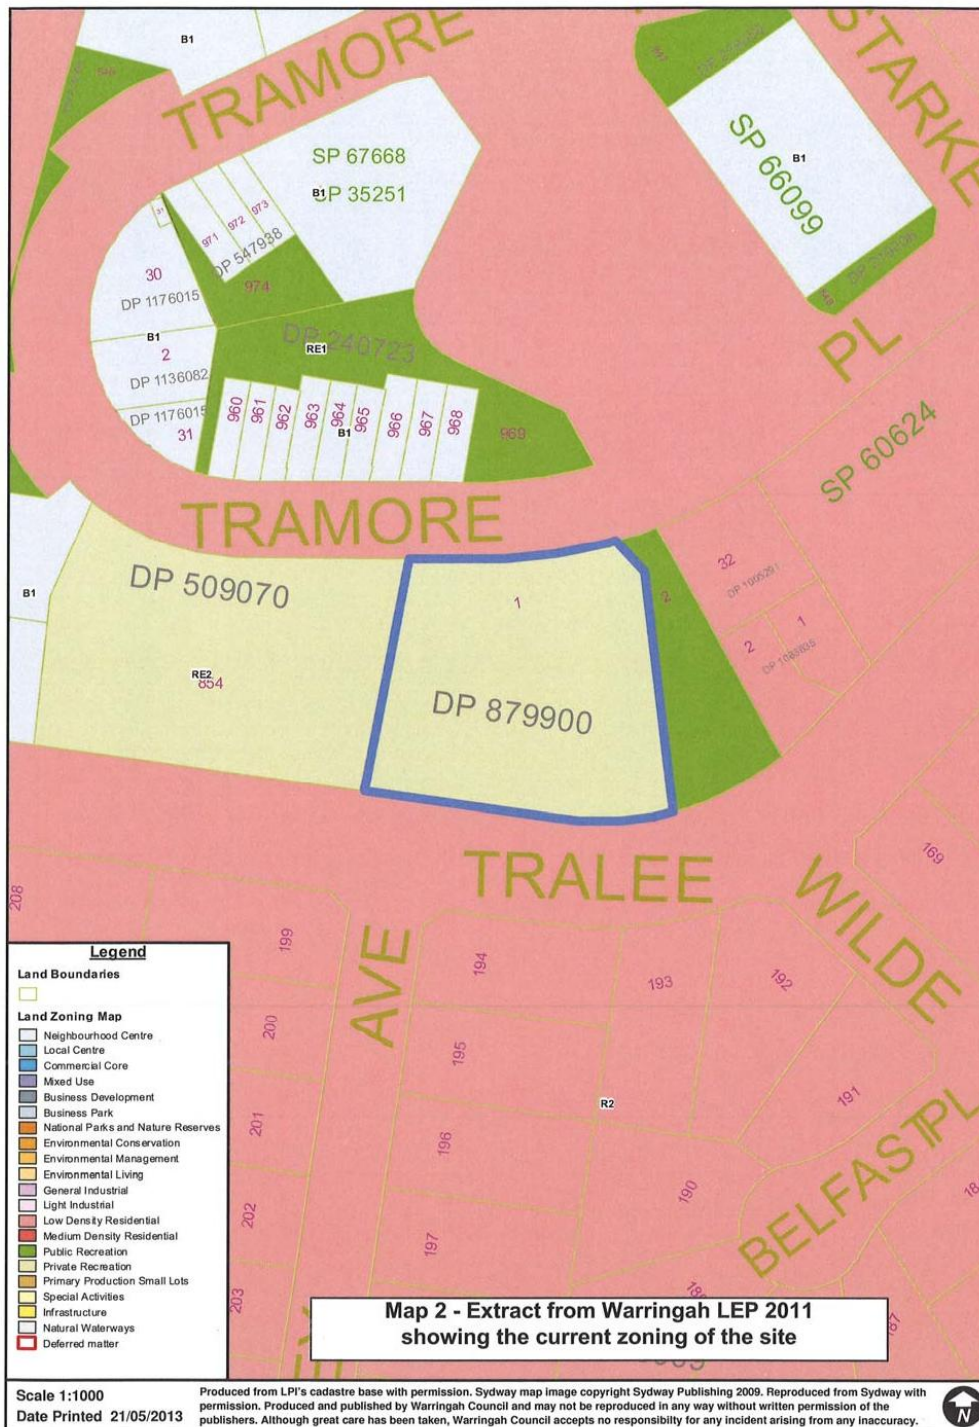 B1
TRAMORE
STARKE
SP 67668
SP 35251
B1
SP 66099
B1
971
972
973
DP 547938
974
30
DP 1176015
B1
2
DP 1136082
DP 1176015
31
DP 240723
RE1
960
961
962
963
964
965
966
967
968
B1
969
PL
SP 60624
TRAMORE
32
DP 1005291
1
2
DP 1083835
2
B1
DP 509070
RE2
854
1
DP 879900
TRALEE
WILDE
169
208
199
AVE
194
193
192
200
195
191
R2
201
196
190
BELFAST PL
202
197
203
187
Legend
Land Boundaries
Land Zoning Map
Neighbourhood Centre
Local Centre
Commercial Core
Mixed Use
Business Development
Business Park
National Parks and Nature Reserves
Environmental Conservation
Environmental Management
Environmental Living
General Industrial
Light Industrial
Low Density Residential
Medium Density Residential
Public Recreation
Private Recreation
Primary Production Small Lots
Special Activities
Infrastructure
Natural Waterways
Deferred matter
Map 2 - Extract from Warringah LEP 2011
showing the current zoning of the site
Scale 1:1000
Date Printed 21/05/2013
Produced from LPI's cadastre base with permission. Sydway map image copyright Sydway Publishing 2009. Reproduced from Sydway with
permission. Produced and published by Warringah Council and may not be reproduced in any way without written permission of the
publishers. Although great care has been taken, Warringah Council accepts no responsibilty for any incident arising from any inaccuracy.
N